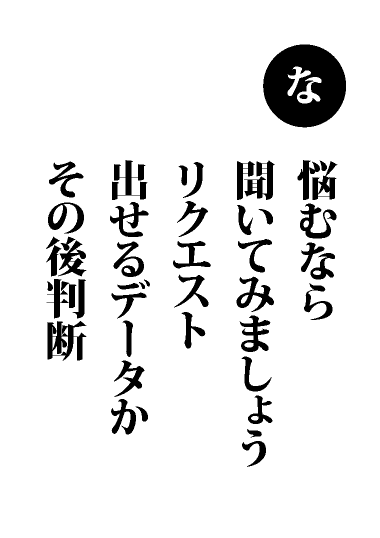 な
悩むなら
聞いてみましょう
リクエスト
出せるデータか
その後判断